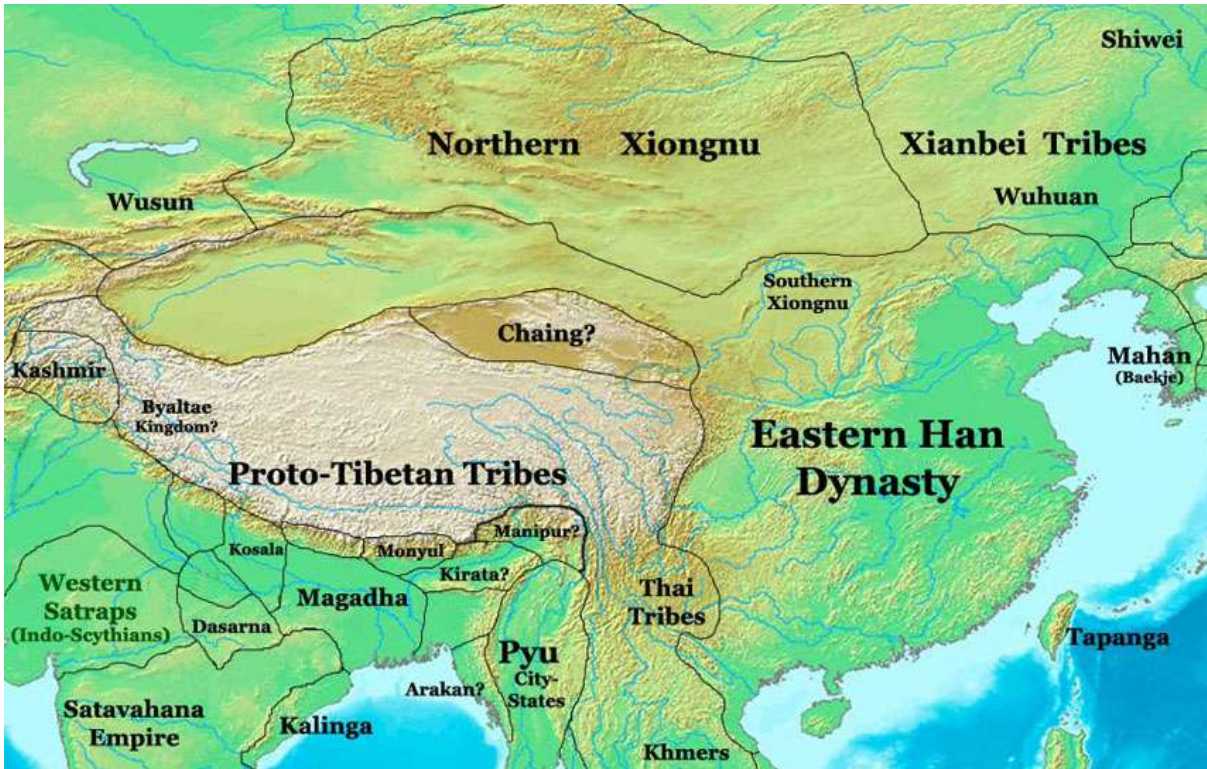 Shiwei
Northern Xiongnu
Xianbei Tribes
Wusun
Wuhuan
Southern
Xiongnu
Chaing?
Kashmir
Mahan
(Baekje)
Byaltae
Kingdom?
Eastern Han
Dynasty
Proto-Tibetan Tribes
Manipur?
Kosala
Monyul
Kirata?
Western
Satraps
(Indo-Scythians)
Magadha
Thai
Tribes
Dasarna
Tapanga
Pyu
City-
States
Arakan?
Satavahana
Empire
Kalinga
Khmers